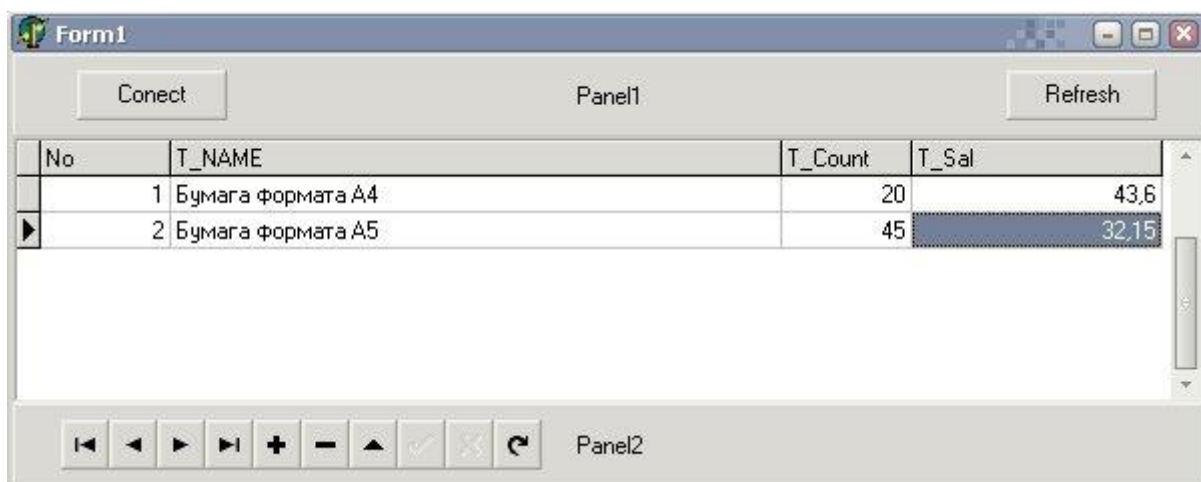 Form1
Conect Panel1 Refresh
No T_NAME T_Count T_Sal
1 Бумага формата А4 20 43,6
2 Бумага формата А5 45 32,15
Panel2